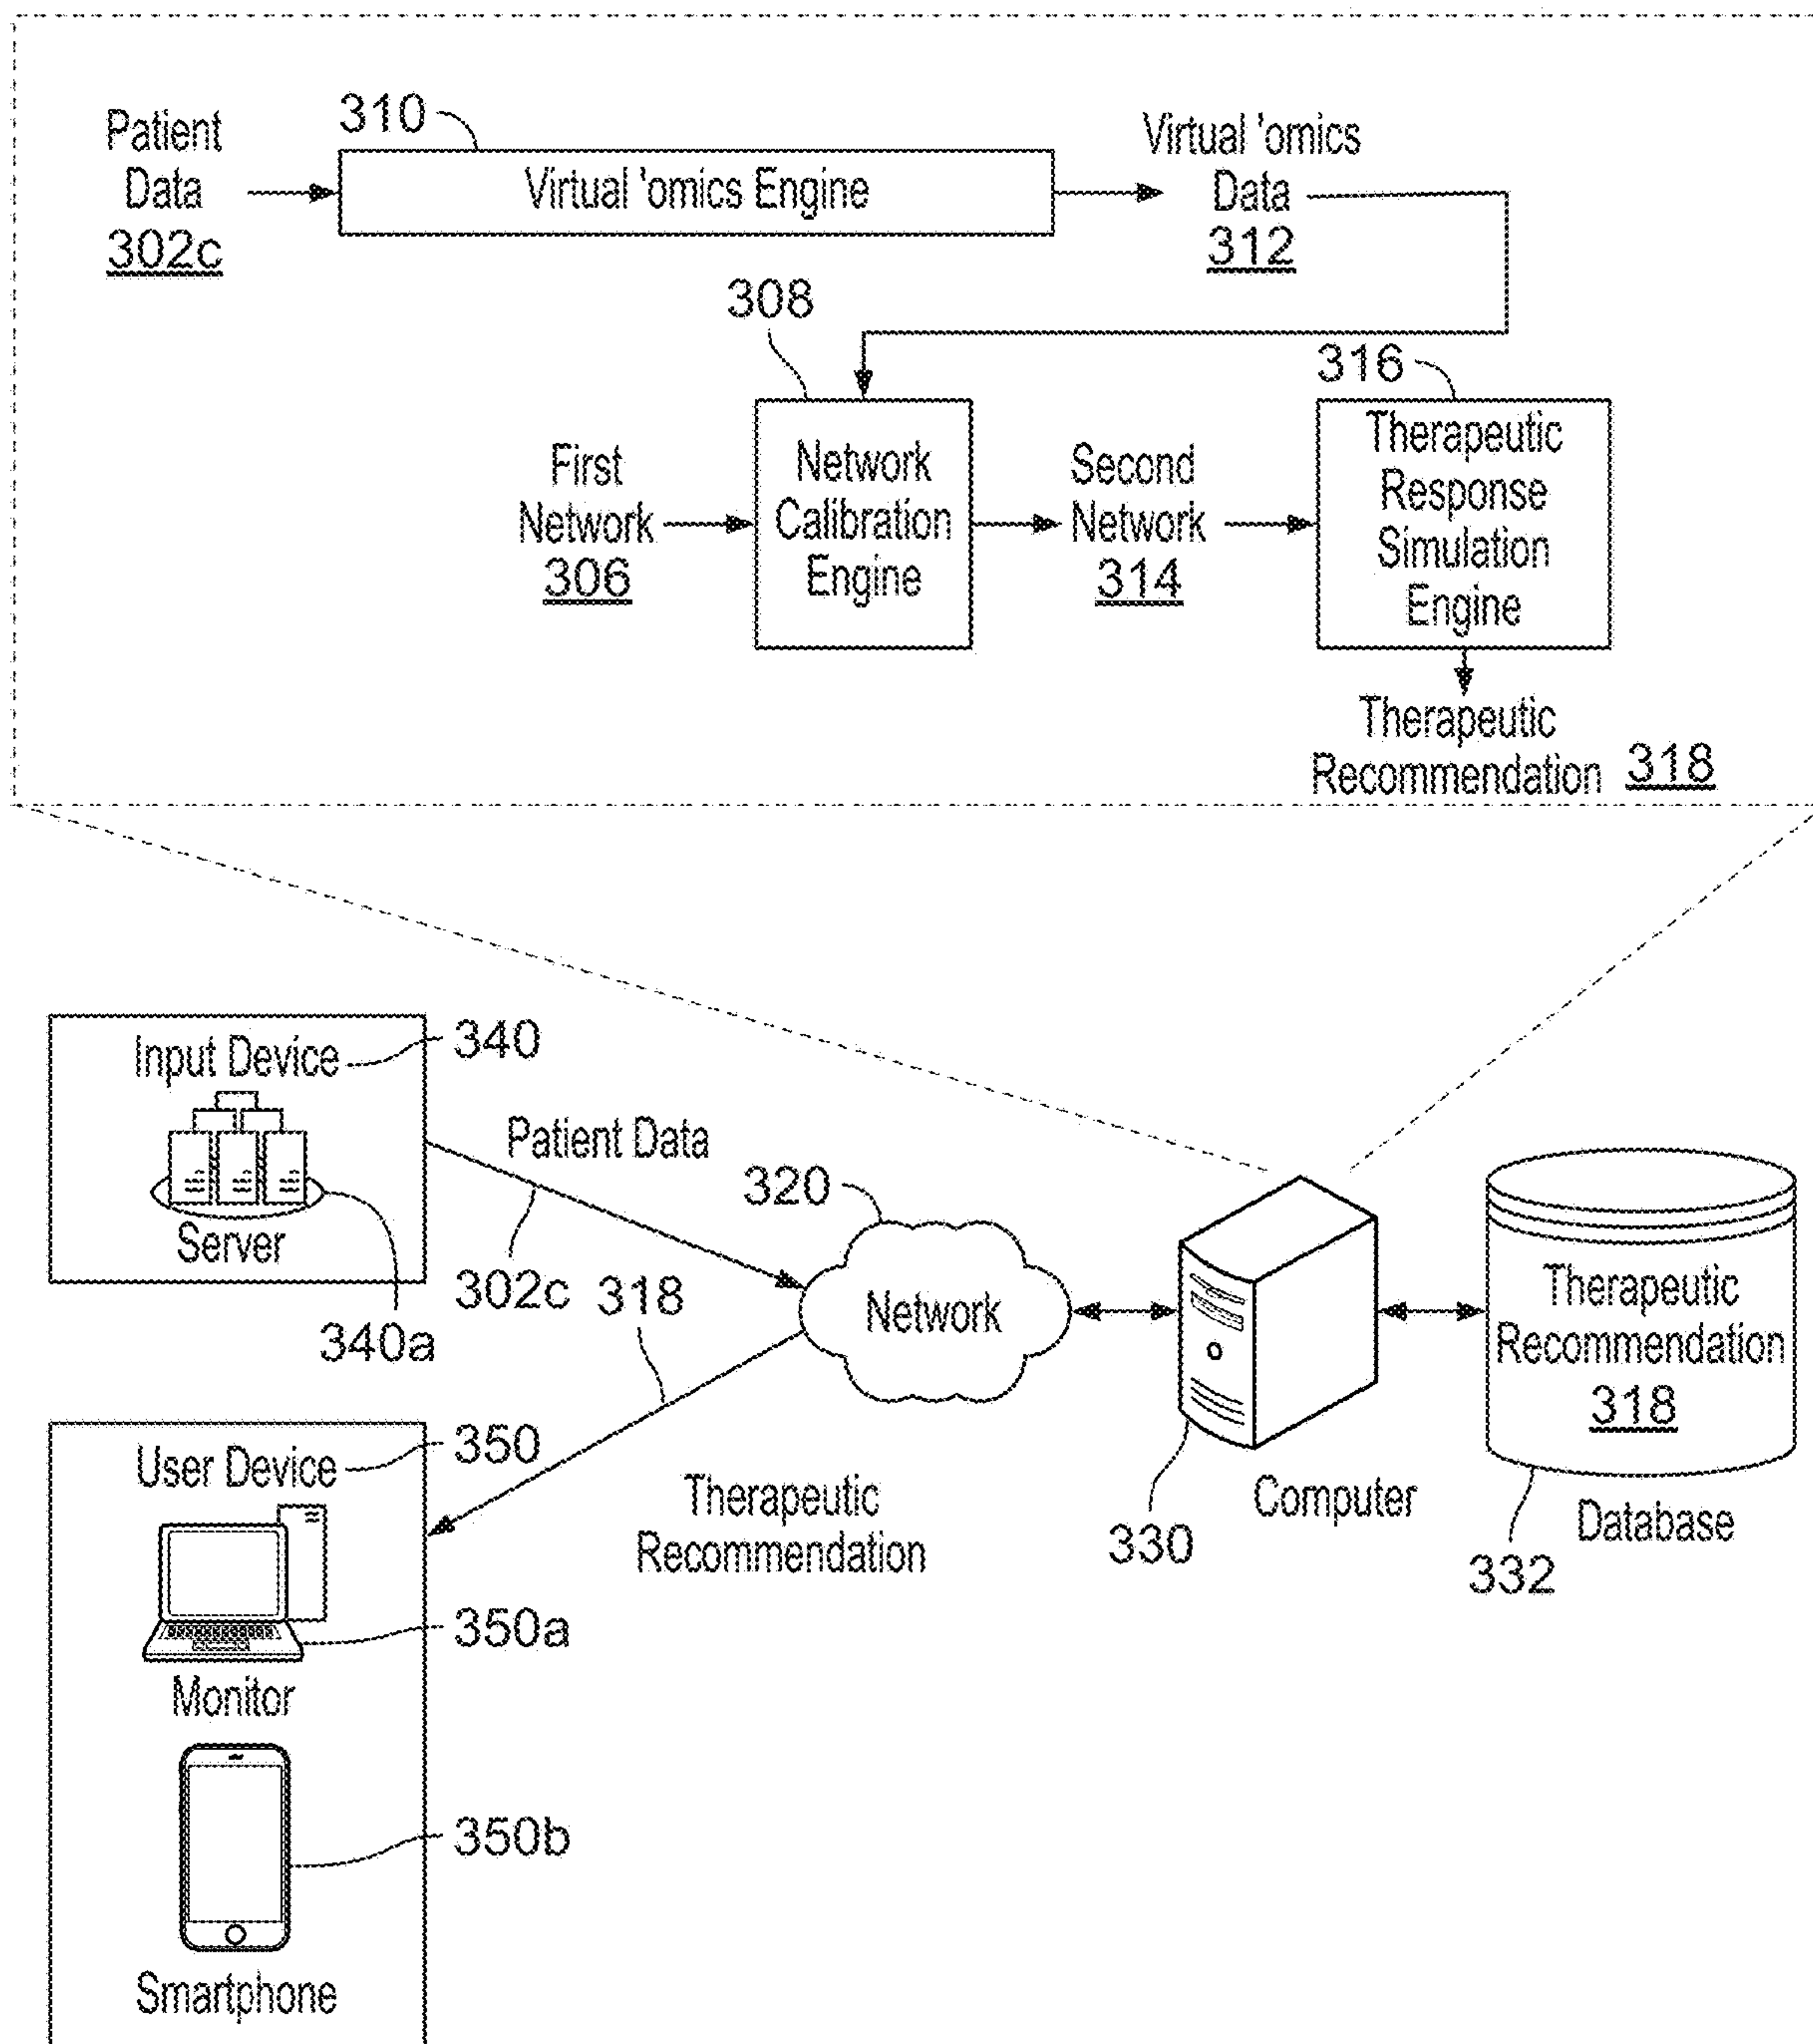 310
Patient
Data
302c
Virtual 'omics Engine
Virtual 'omics
Data
312
308
316
First
Network
306
Network
Calibration
Engine
Second
Network
314
Therapeutic
Response
Simulation
Engine
Therapeutic
Recommendation 318
Input Device
340
Server
340a
Patient Data
302c
318
320
Network
330
Computer
Therapeutic
Recommendation
318
332
Database
Therapeutic
Recommendation
User Device
350
350a
Monitor
350b
Smartphone